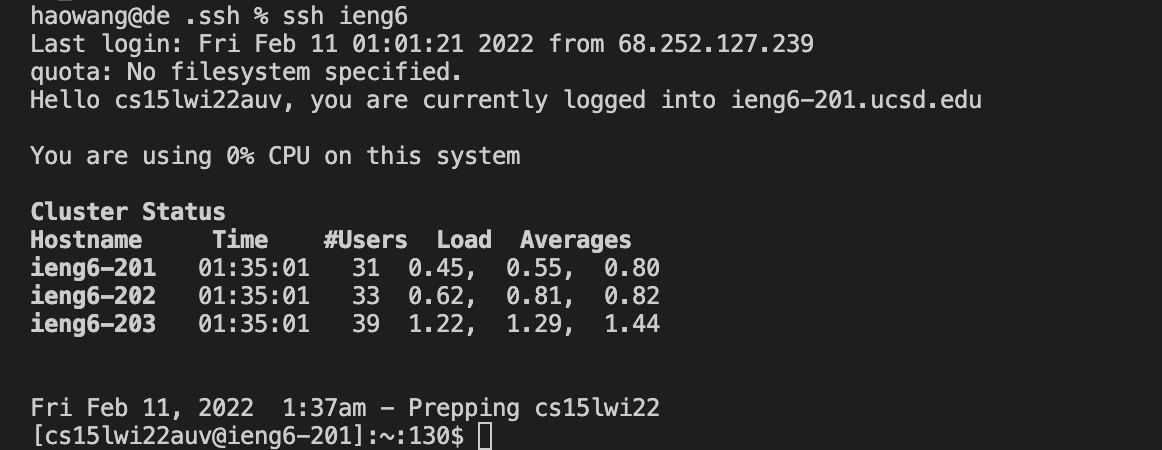 haowang@de .ssh % ssh ieng6
Last login: Fri Feb 11 01:01:21 2022 from 68.252.127.239
quota: No filesystem specified.
Hello cs15lwi22auv, you are currently logged into ieng6-201.ucsd.edu
You are using 0% CPU on this system
Cluster Status
Hostname     Time    #Users  Load  Averages
ieng6-201   01:35:01   31  0.45,  0.55,  0.80
ieng6-202   01:35:01   33  0.62,  0.81,  0.82
ieng6-203   01:35:01   39  1.22,  1.29,  1.44
Fri Feb 11, 2022  1:37am - Prepping cs15lwi22
[cs15lwi22auv@ieng6-201]:~:130$